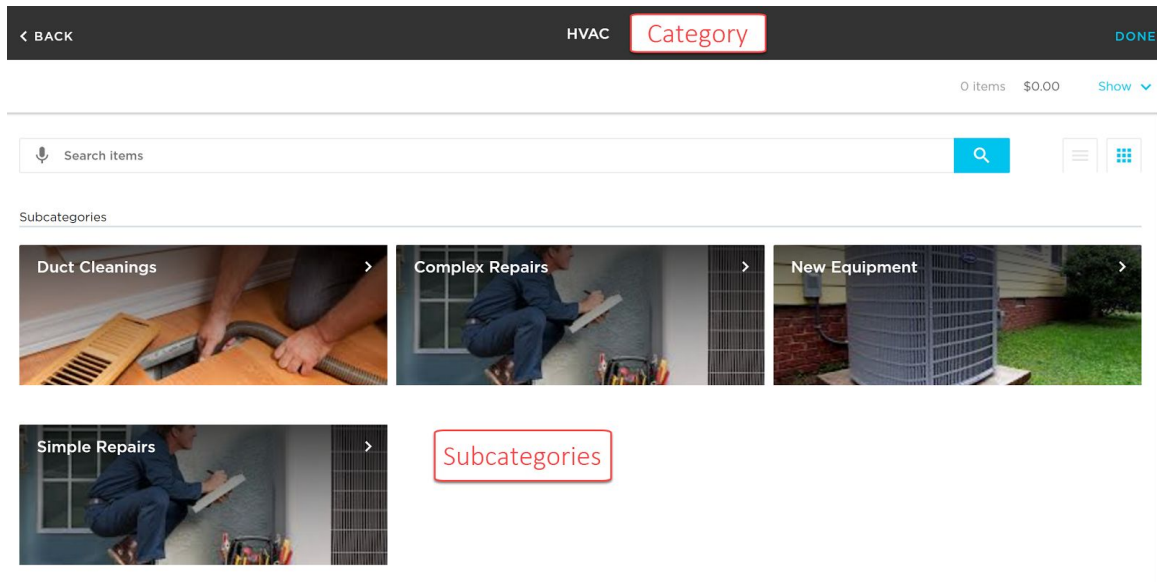 BACK HVAC Category DONE
0 items $0.00 Show
Search items
Subcategories
Duct Cleanings Complex Repairs New Equipment
Simple Repairs
Subcategories